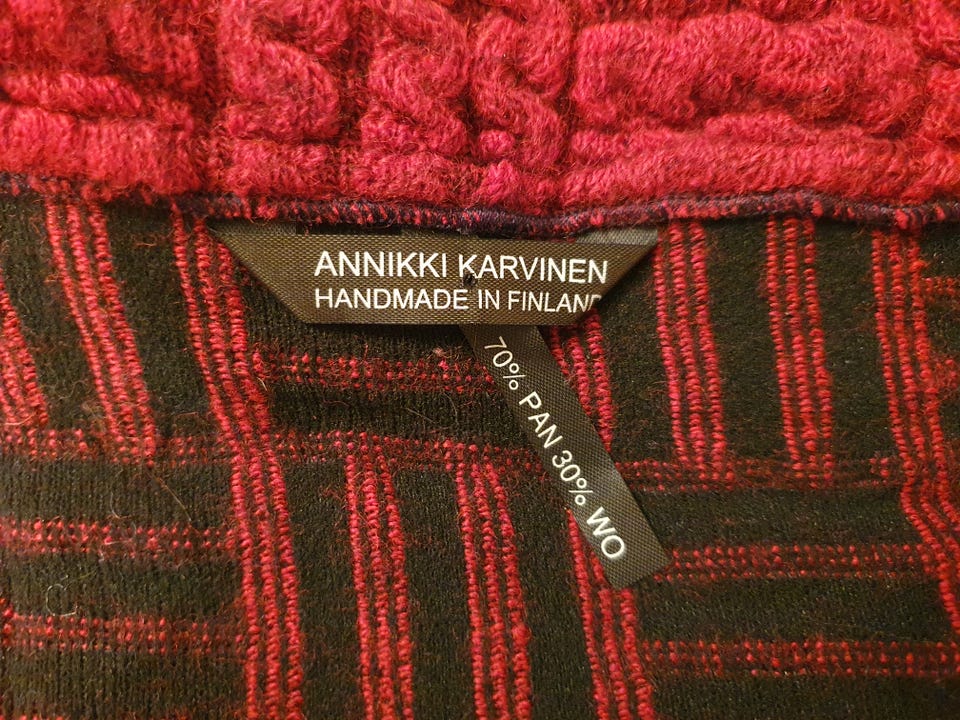 ANNIKKI KARVINEN
HANDMADE IN FINLAND
70% PAN 30% WO